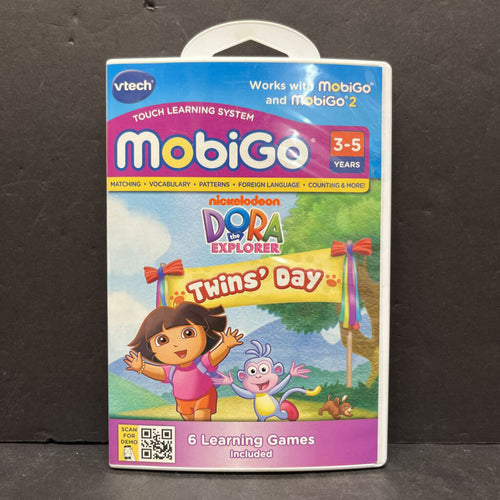 vtech
Works with MobiGo®
and MobiGo® 2
TOUCH LEARNING SYSTEM
MobiGo®
3-5
YEARS
MATCHING • VOCABULARY • PATTERNS • FOREIGN LANGUAGE • COUNTING & MORE!
nickelodeon
DORA
the
EXPLORER
Twins' Day
SCAN
FOR
DEMO
6 Learning Games
Included